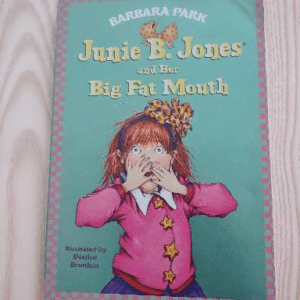 BARBARA PARK
Junie B. Jones
and Her
Big Fat Mouth
Illustrated by
Denise
Brunkus